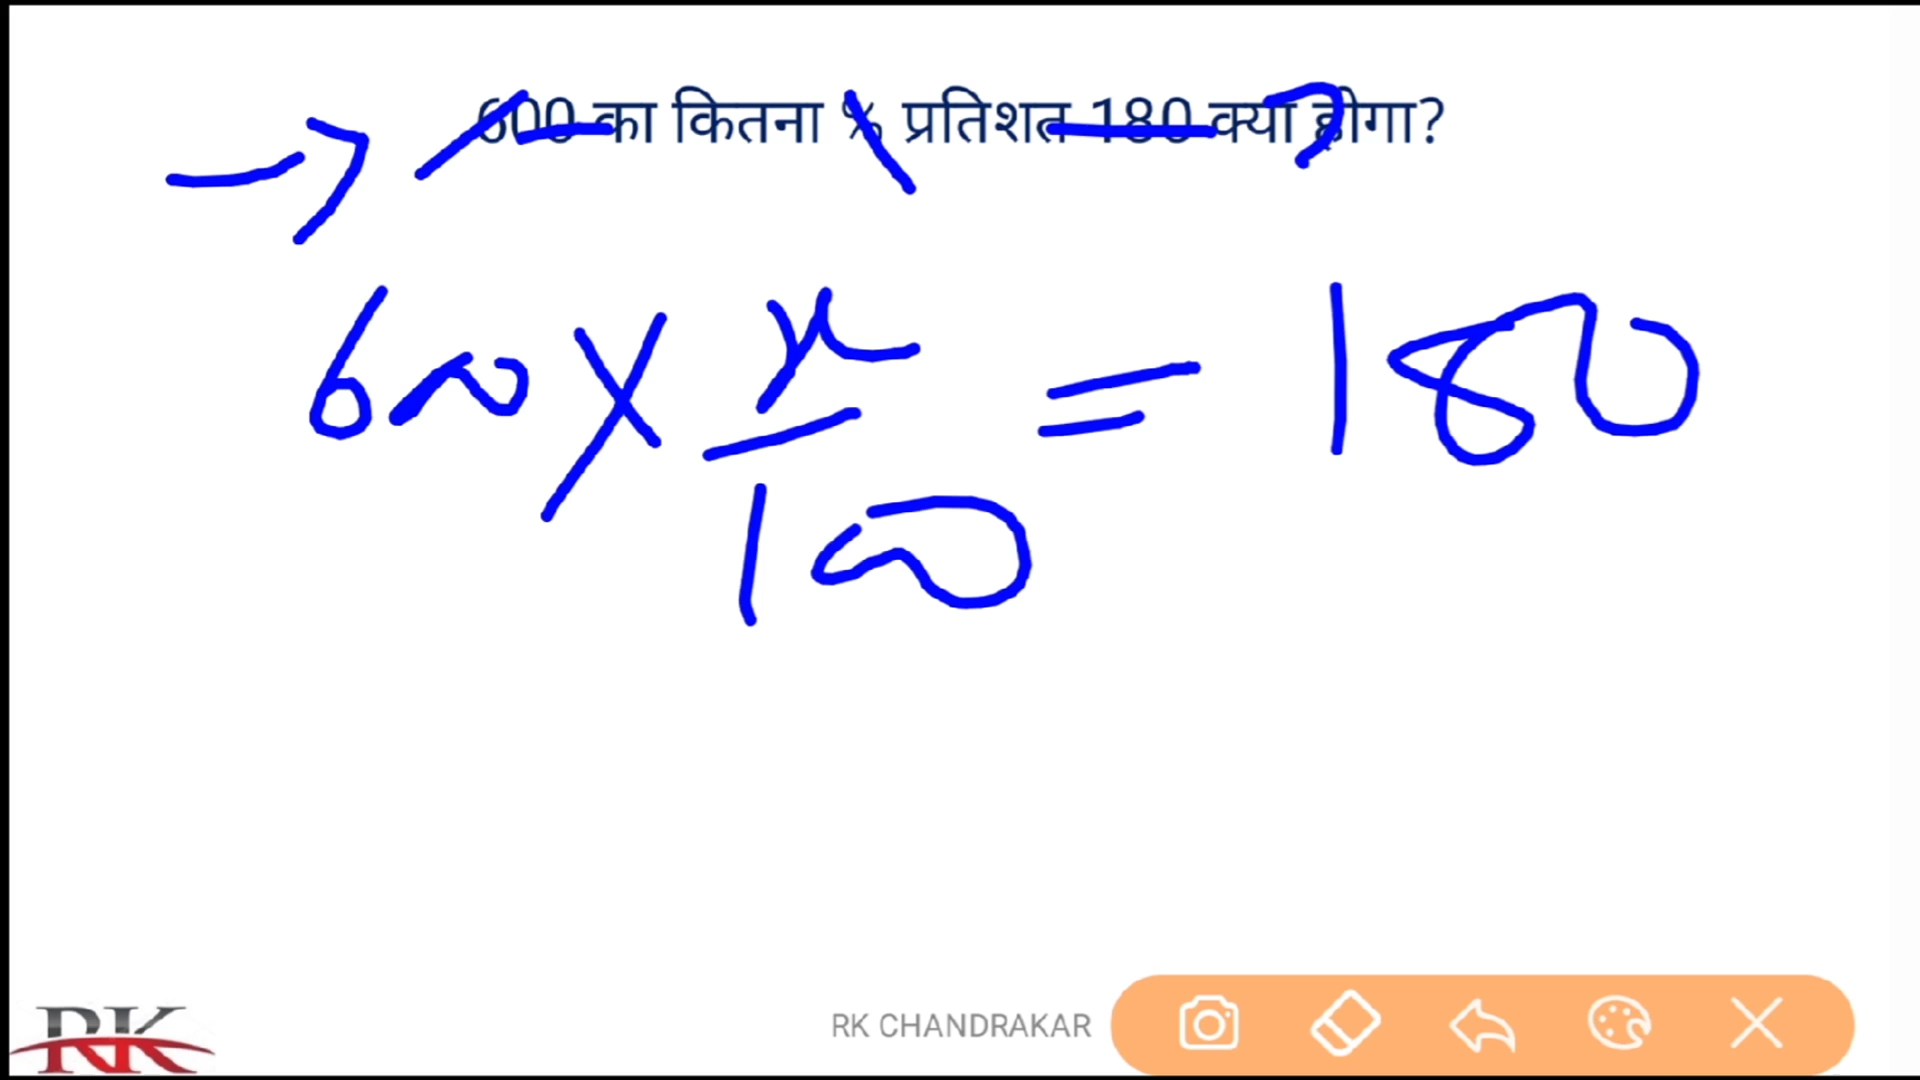 600 का कितना % प्रतिशत 180 क्या होगा?
600 × x
= 180
100
RK CHANDRAKAR
RK